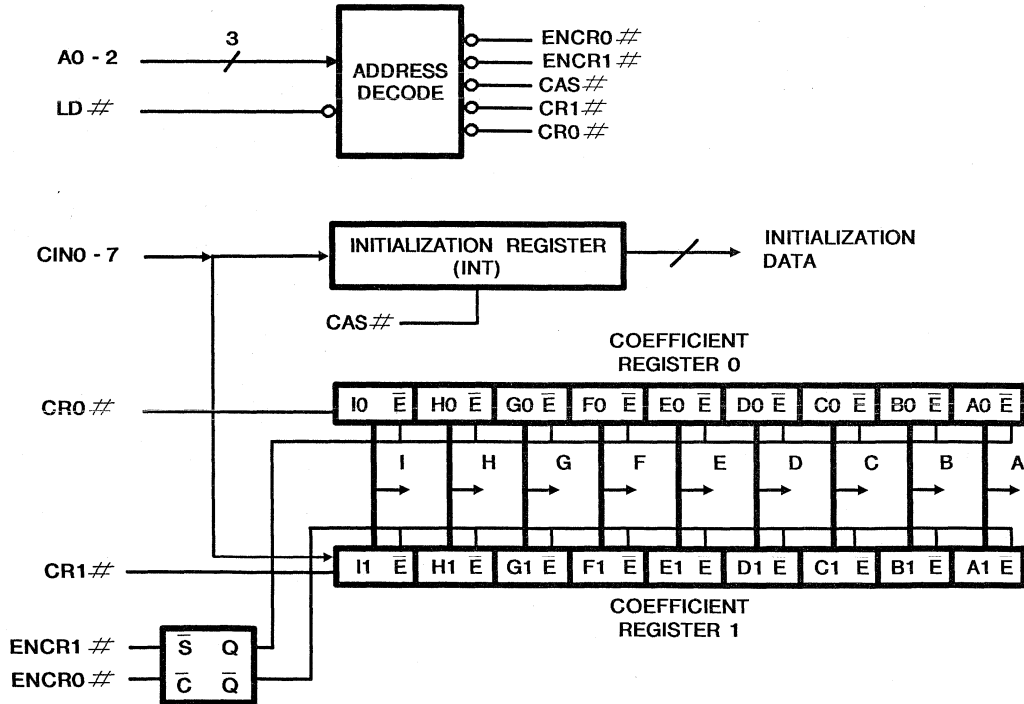 A0 - 2
3
LD #
ADDRESS
DECODE
ENCR0 #
ENCR1 #
CAS #
CR1 #
CR0 #
CIN0 - 7
INITIALIZATION REGISTER
(INT)
INITIALIZATION
DATA
CAS #
COEFFICIENT
REGISTER 0
CR0 #
I0 E̅ H0 E̅ G0 E̅ F0 E̅ E0 E̅ D0 E̅ C0 E̅ B0 E̅ A0 E̅
I H G F E D C B A
CR1 #
I1 E̅ H1 E̅ G1 E̅ F1 E̅ E1 E̅ D1 E̅ C1 E̅ B1 E̅ A1 E̅
COEFFICIENT
REGISTER 1
ENCR1 #
S̅ Q
ENCR0 #
C̅ Q̅